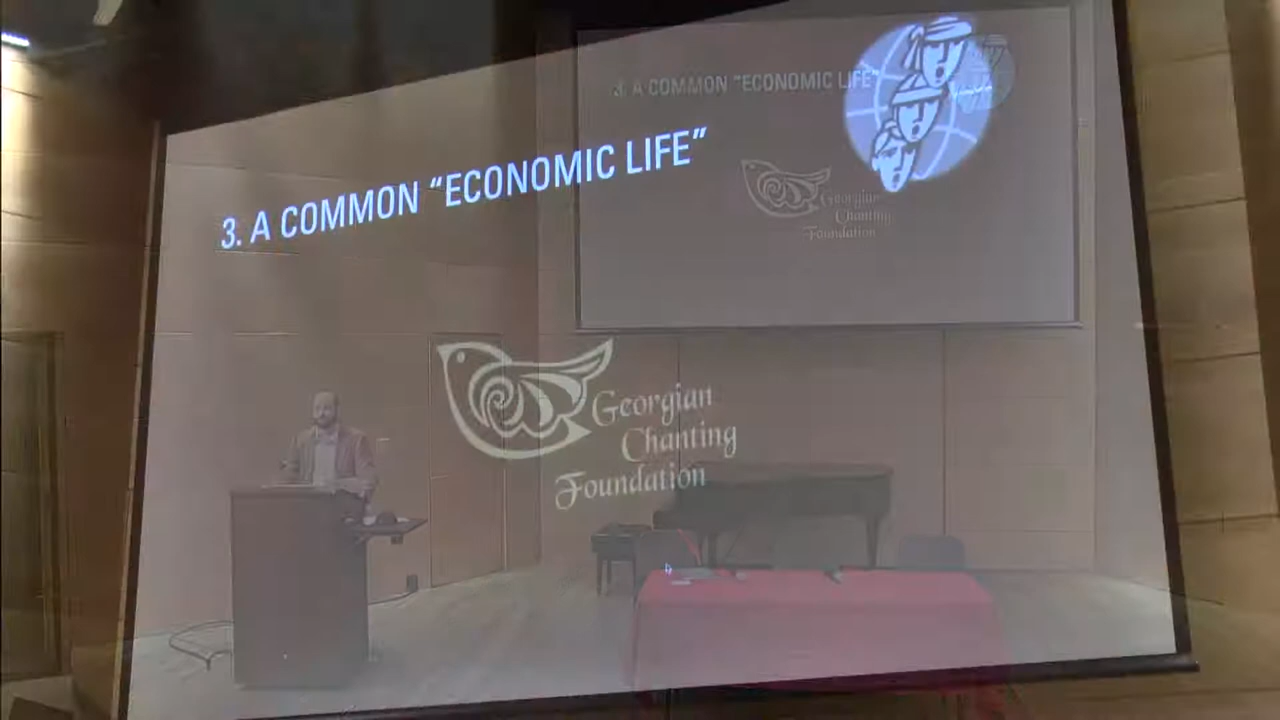 3. A COMMON “ECONOMIC LIFE”
Georgian
Chanting
Foundation
3. A COMMON “ECONOMIC LIFE”
Georgian
Chanting
Foundation